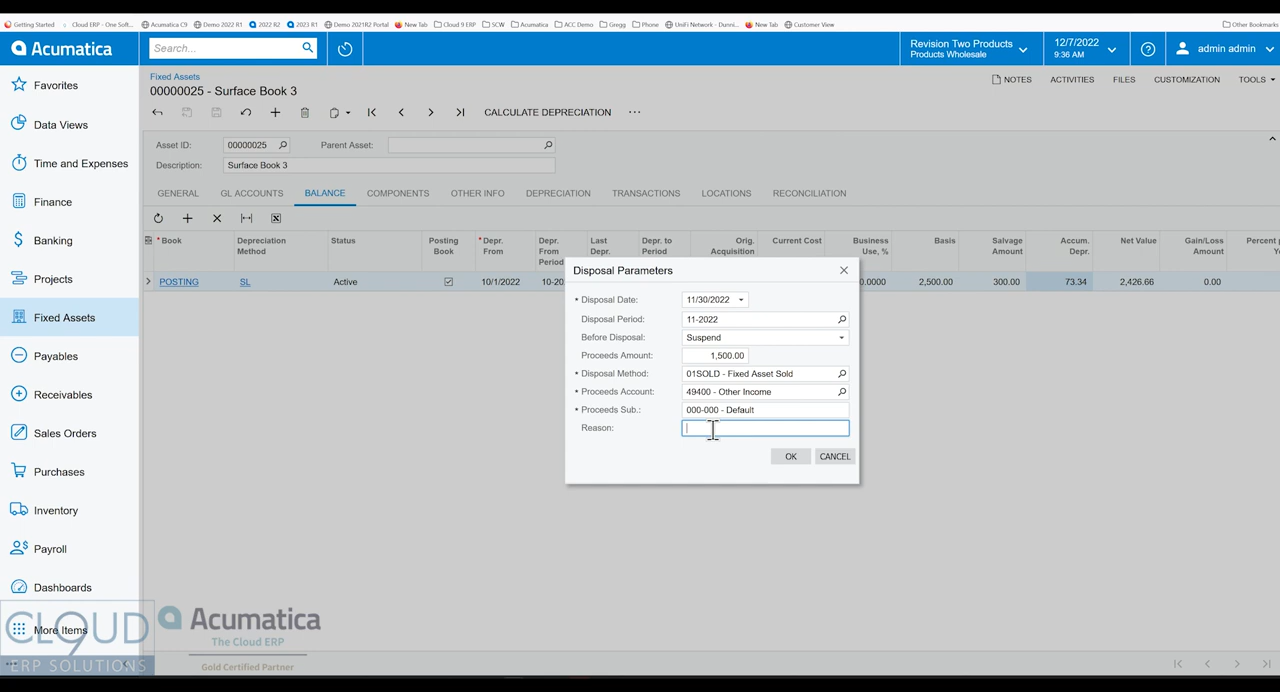 Getting Started Cloud ERP - One Soft... Acumatica C9 Demo 2022 R1 2022 R2 2023 R1 Demo 2021R2 Portal New Tab Cloud 9 ERP SCW Acumatica ACC Demo Gregg Phone UniFi Network - Dunni... New Tab Customer View Other Bookmarks
Acumatica Search... Revision Two Products 12/7/2022 admin admin
Products Wholesale 9:36 AM
Fixed Assets
00000025 - Surface Book 3
NOTES ACTIVITIES FILES CUSTOMIZATION TOOLS
CALCULATE DEPRECIATION
Asset ID: 00000025 Parent Asset:
Description: Surface Book 3
GENERAL GL ACCOUNTS BALANCE COMPONENTS OTHER INFO DEPRECIATION TRANSACTIONS LOCATIONS RECONCILIATION
Book Depreciation Method Status Posting Book Depr. From Depr. From Period Last Depr. Depr. to Period Orig. Acquisition Current Cost Business Use, % Basis Salvage Amount Accum. Depr. Net Value Gain/Loss Amount Percent
POSTING SL Active 10/1/2022 10-20 0.0000 2,500.00 300.00 73.34 2,426.66 0.00
Disposal Parameters
Disposal Date: 11/30/2022
Disposal Period: 11-2022
Before Disposal: Suspend
Proceeds Amount: 1,500.00
Disposal Method: 01SOLD - Fixed Asset Sold
Proceeds Account: 49400 - Other Income
Proceeds Sub.: 000-000 - Default
Reason:
OK CANCEL
Favorites
Data Views
Time and Expenses
Finance
Banking
Projects
Fixed Assets
Payables
Receivables
Sales Orders
Purchases
Inventory
Payroll
Dashboards
More Items
CLOUD 9
ERP SOLUTIONS
Acumatica
The Cloud ERP
Gold Certified Partner